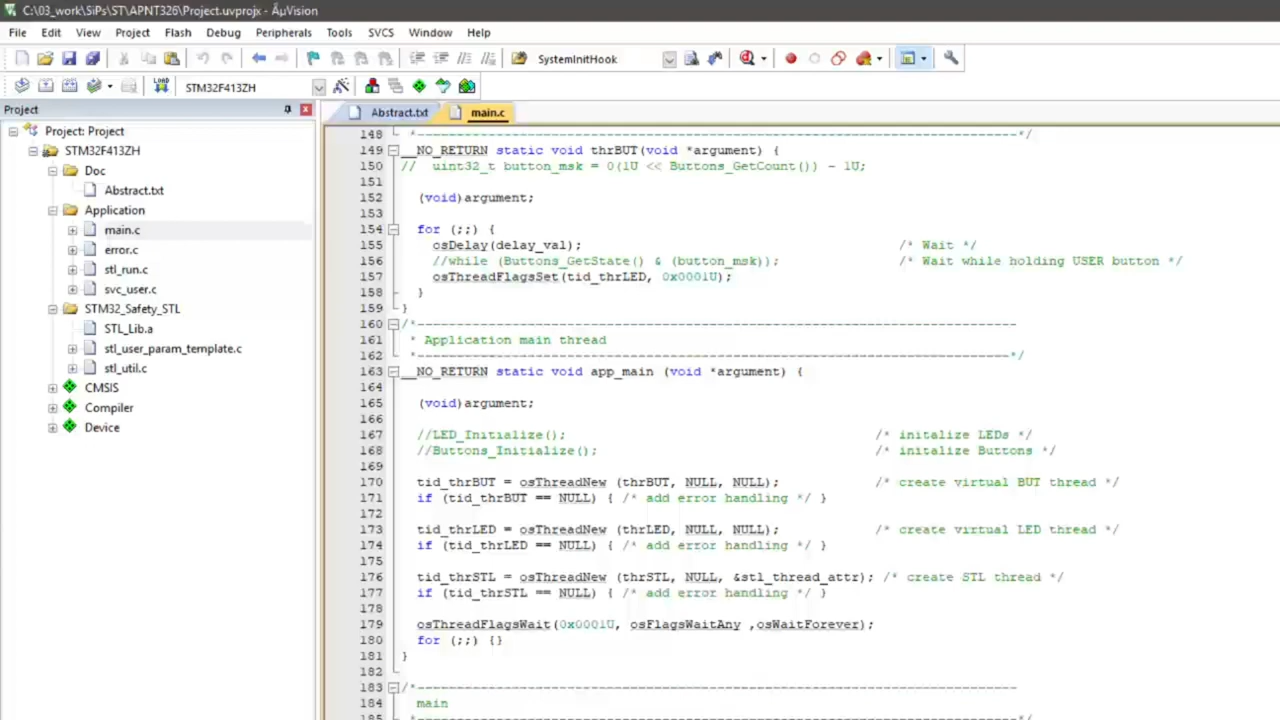 C:\03_work\SiPs\ST\APNT326\Project.uvprojx - ÂµVision
File Edit View Project Flash Debug Peripherals Tools SVCS Window Help
SystemInitHook
LOAD STM32F413ZH
Project
Abstract.txt main.c
Project: Project
STM32F413ZH
Doc
Abstract.txt
Application
main.c
error.c
stl_run.c
svc_user.c
STM32_Safety_STL
STL_Lib.a
stl_user_param_template.c
stl_util.c
CMSIS
Compiler
Device
148 *----------------------------------------------------------------------------*/
149 __NO_RETURN static void thrBUT(void *argument) {
150 //  uint32_t button_msk = 0(1U << Buttons_GetCount()) - 1U;
151
152 (void)argument;
153
154 for (;;) {
155 osDelay(delay_val); /* Wait */
156 //while (Buttons_GetState() & (button_msk)); /* Wait while holding USER button */
157 osThreadFlagsSet(tid_thrLED, 0x0001U);
158 }
159 }
160 /*----------------------------------------------------------------------------
161 * Application main thread
162 *----------------------------------------------------------------------------*/
163 __NO_RETURN static void app_main (void *argument) {
164
165 (void)argument;
166
167 //LED_Initialize(); /* initalize LEDs */
168 //Buttons_Initialize(); /* initalize Buttons */
169
170 tid_thrBUT = osThreadNew (thrBUT, NULL, NULL); /* create virtual BUT thread */
171 if (tid_thrBUT == NULL) { /* add error handling */ }
172
173 tid_thrLED = osThreadNew (thrLED, NULL, NULL); /* create virtual LED thread */
174 if (tid_thrLED == NULL) { /* add error handling */ }
175
176 tid_thrSTL = osThreadNew (thrSTL, NULL, &stl_thread_attr); /* create STL thread */
177 if (tid_thrSTL == NULL) { /* add error handling */ }
178
179 osThreadFlagsWait(0x0001U, osFlagsWaitAny ,osWaitForever);
180 for (;;) {}
181 }
182
183 /*----------------------------------------------------------------------------
184 main
185 *----------------------------------------------------------------------------*/